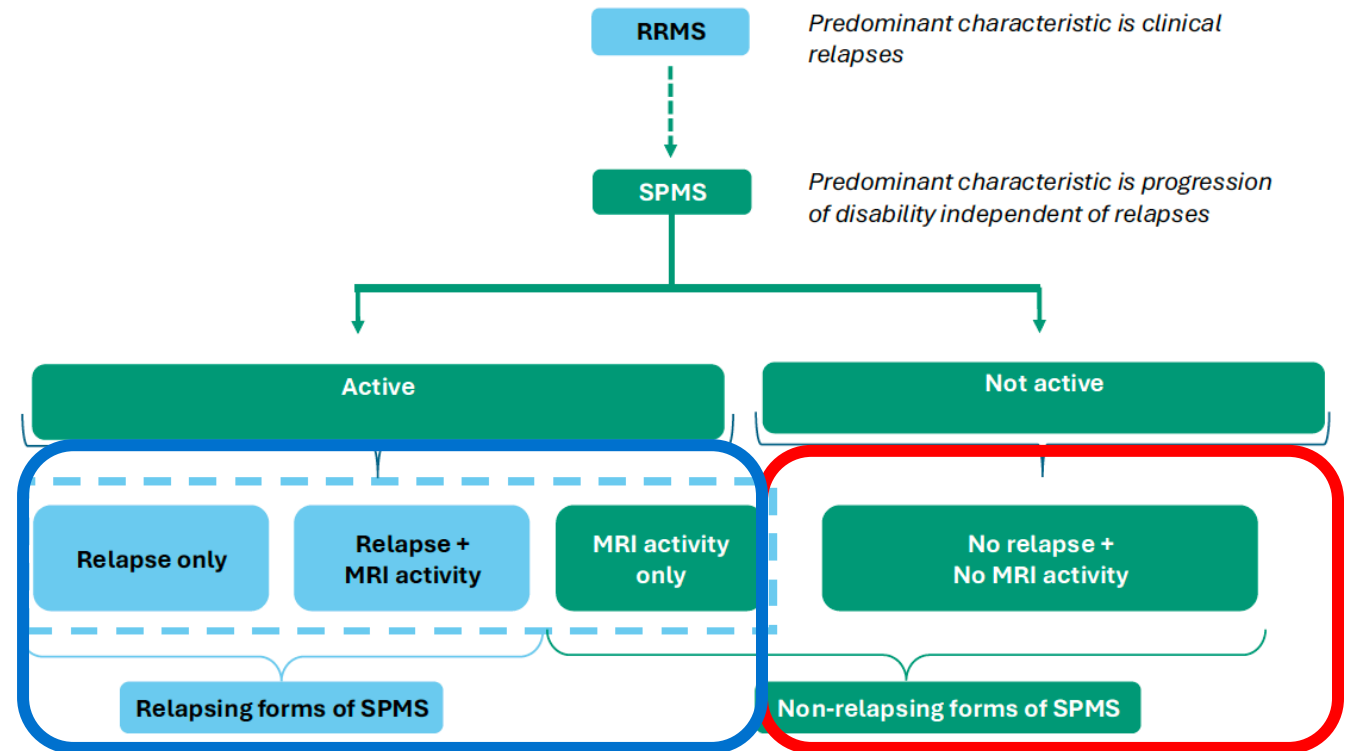 RRMS
Predominant characteristic is clinical
relapses
SPMS
Predominant characteristic is progression
of disability independent of relapses
Active
Not active
Relapse only
Relapse +
MRI activity
MRI activity
only
No relapse +
No MRI activity
Relapsing forms of SPMS
Non-relapsing forms of SPMS